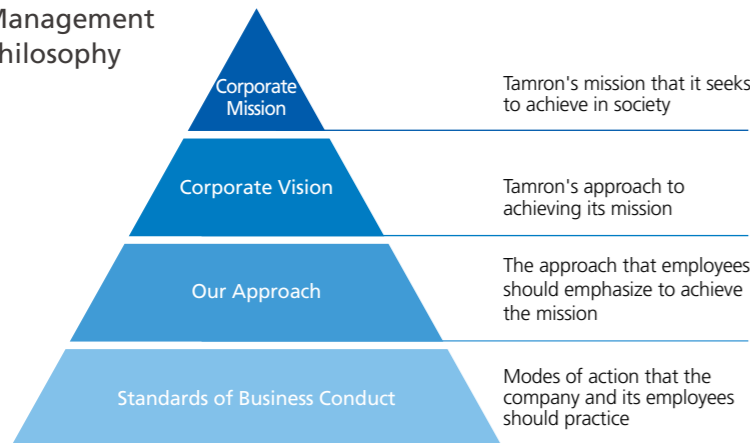 Management
Philosophy
Corporate
Mission
Tamron's mission that it seeks
to achieve in society
Corporate Vision
Tamron's approach to
achieving its mission
Our Approach
The approach that employees
should emphasize to achieve
the mission
Standards of Business Conduct
Modes of action that the
company and its employees
should practice